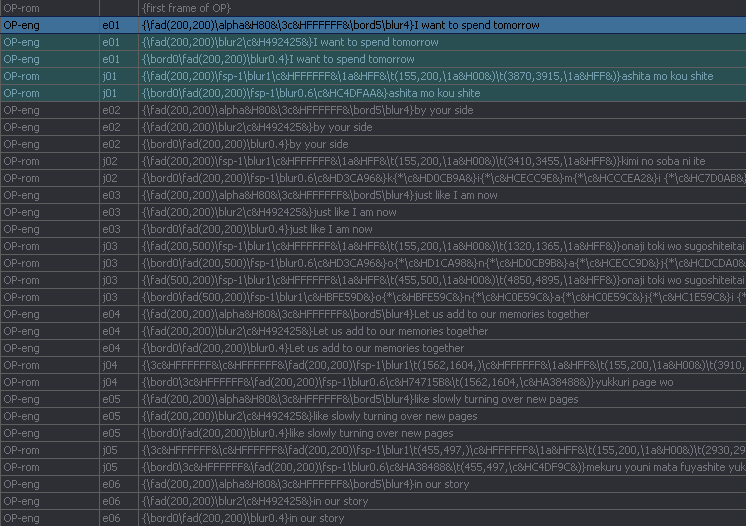 OP-rom {first frame of OP}
OP-eng e01 {\fad(200,200)\alpha&H80&\3c&HFFFFFF&\bord5\blur4}I want to spend tomorrow
OP-eng e01 {\fad(200,200)\blur2\c&H492425&}I want to spend tomorrow
OP-eng e01 {\bord0\fad(200,200)\blur0.4}I want to spend tomorrow
OP-rom j01 {\fad(200,200)\fsp-1\blur1\c&HFFFFFF&\1a&HFF&\t(155,200,\1a&H00&)\t(3870,3915,\1a&HFF&)}ashita mo kou shite
OP-rom j01 {\bord0\fad(200,200)\fsp-1\blur0.6\c&HC4DFAA&}ashita mo kou shite
OP-eng e02 {\fad(200,200)\alpha&H80&\3c&HFFFFFF&\bord5\blur4}by your side
OP-eng e02 {\fad(200,200)\blur2\c&H492425&}by your side
OP-eng e02 {\bord0\fad(200,200)\blur0.4}by your side
OP-rom j02 {\fad(200,200)\fsp-1\blur1\c&HFFFFFF&\1a&HFF&\t(155,200,\1a&H00&)\t(3410,3455,\1a&HFF&)}kimi no soba ni ite
OP-rom j02 {\bord0\fad(200,200)\fsp-1\blur0.6\c&HD3CA96&}k{*\c&HD0CB9A&}i{*\c&HCECC9E&}m{*\c&HCCCEA2&}i {*\c&HC7D0AB&}
OP-eng e03 {\fad(200,200)\alpha&H80&\3c&HFFFFFF&\bord5\blur4}just like I am now
OP-eng e03 {\fad(200,200)\blur2\c&H492425&}just like I am now
OP-eng e03 {\bord0\fad(200,200)\blur0.4}just like I am now
OP-rom j03 {\fad(200,500)\fsp-1\blur1\c&HFFFFFF&\1a&HFF&\t(155,200,\1a&H00&)\t(1320,1365,\1a&HFF&)}onaji toki wo sugoshiteitai
OP-rom j03 {\bord0\fad(200,500)\fsp-1\blur0.6\c&HD3CA96&}o{*\c&HD1CA98&}n{*\c&HD0CB9B&}a{*\c&HCECC9D&}j{*\c&HCDCDA0&
OP-rom j03 {\fad(500,200)\fsp-1\blur1\c&HFFFFFF&\1a&HFF&\t(455,500,\1a&H00&)\t(4850,4895,\1a&HFF&)}onaji toki wo sugoshiteitai
OP-rom j03 {\bord0\fad(500,200)\fsp-1\blur1\c&HBFE59D&}o{*\c&HBFE59C&}n{*\c&HC0E59C&}a{*\c&HC0E59C&}j{*\c&HC1E59C&}i {*
OP-eng e04 {\fad(200,200)\alpha&H80&\3c&HFFFFFF&\bord5\blur4}Let us add to our memories together
OP-eng e04 {\fad(200,200)\blur2\c&H492425&}Let us add to our memories together
OP-eng e04 {\bord0\fad(200,200)\blur0.4}Let us add to our memories together
OP-rom j04 {\3c&HFFFFFF&\c&HFFFFFF&\fad(200,200)\fsp-1\blur1\t(1562,1604,)\c&HFFFFFF&\1a&HFF&\t(155,200,\1a&H00&)\t(3910,
OP-rom j04 {\bord0\3c&HFFFFFF&\fad(200,200)\fsp-1\blur0.6\c&H74715B&\t(1562,1604,\c&HA38488&)}yukkuri page wo
OP-eng e05 {\fad(200,200)\alpha&H80&\3c&HFFFFFF&\bord5\blur4}like slowly turning over new pages
OP-eng e05 {\fad(200,200)\blur2\c&H492425&}like slowly turning over new pages
OP-eng e05 {\bord0\fad(200,200)\blur0.4}like slowly turning over new pages
OP-rom j05 {\3c&HFFFFFF&\c&HFFFFFF&\fad(200,200)\fsp-1\blur1\t(455,497,)\c&HFFFFFF&\1a&HFF&\t(155,200,\1a&H00&)\t(2930,29
OP-rom j05 {\bord0\3c&HFFFFFF&\fad(200,200)\fsp-1\blur0.6\c&HA38488&\t(455,497,\c&HC4DF9C&)}mekuru youni mata fuyashite yuk
OP-eng e06 {\fad(200,200)\alpha&H80&\3c&HFFFFFF&\bord5\blur4}in our story
OP-eng e06 {\fad(200,200)\blur2\c&H492425&}in our story
OP-eng e06 {\bord0\fad(200,200)\blur0.4}in our story